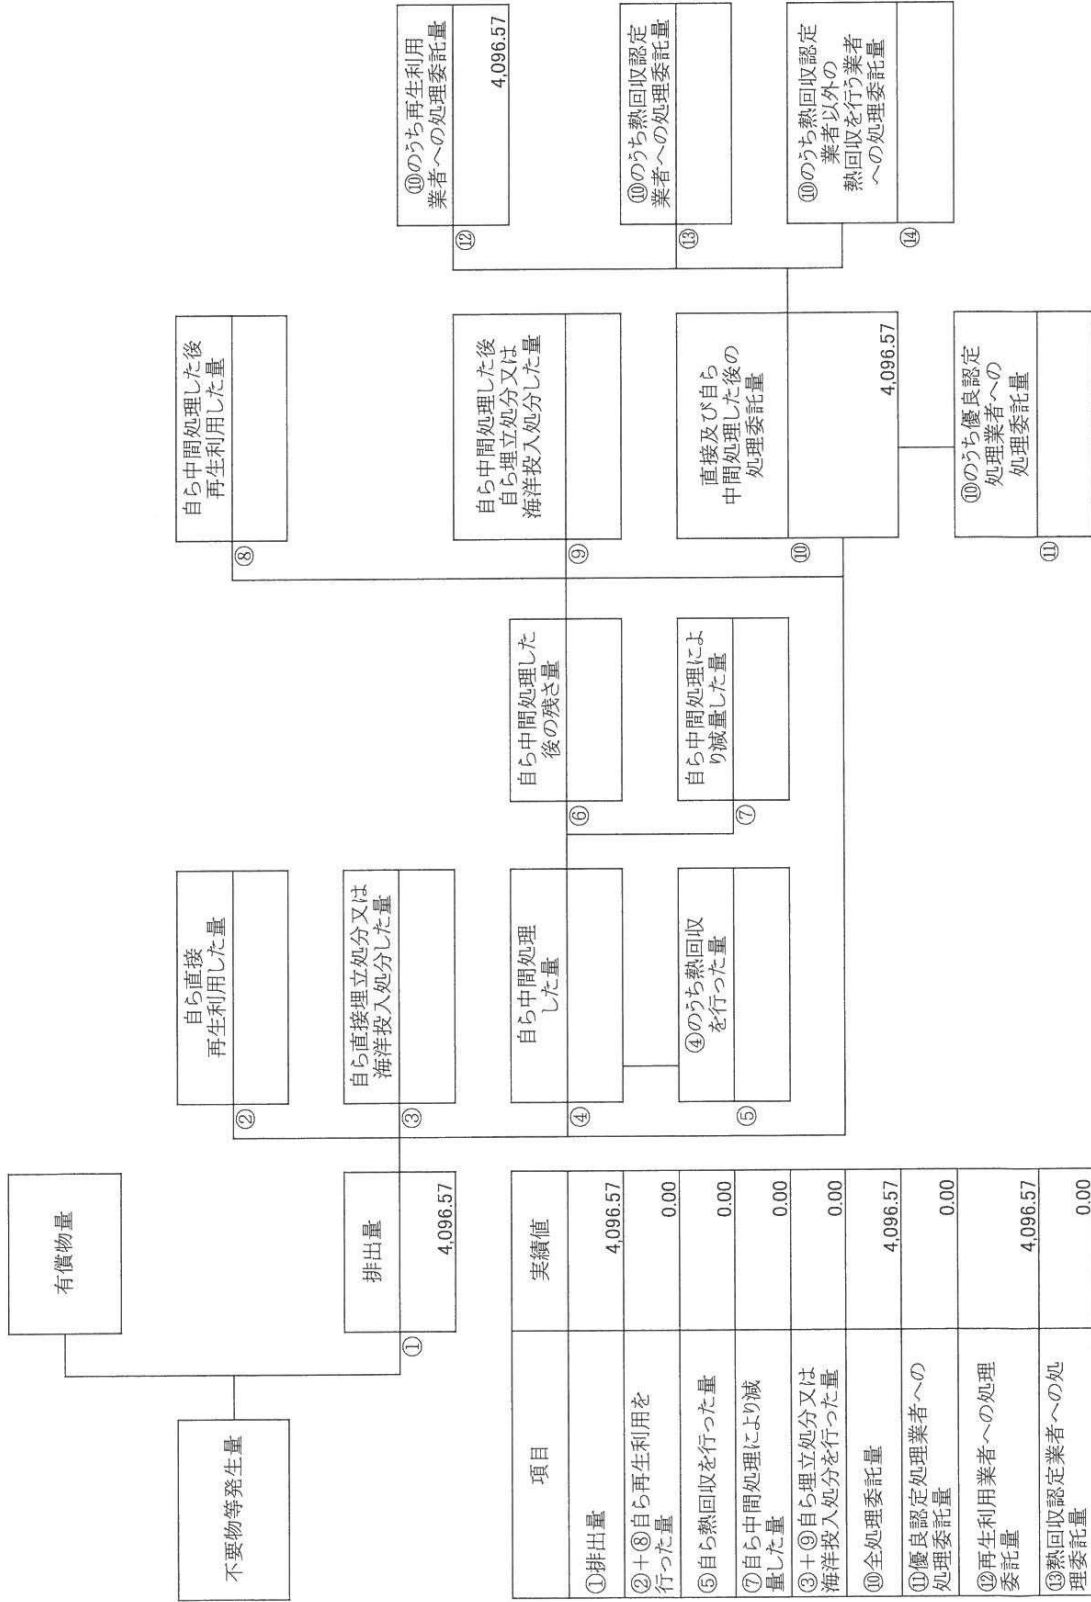 不要物等発生量
有償物量
排出量
①
4,096.57
自ら直接
再生利用した量
②
自ら直接埋立処分又は
海洋投入処分した量
③
自ら中間処理
した量
④
④のうち熱回収
を行った量
⑤
自ら中間処理した
後の残さ量
⑥
自ら中間処理によ
り減量した量
⑦
自ら中間処理した後
再生利用した量
⑧
自ら中間処理した後
自ら埋立処分又は
海洋投入処分した量
⑨
直接及び自ら
中間処理した後の
処理委託量
⑩
4,096.57
⑩のうち優良認定
処理業者への
処理委託量
⑪
⑩のうち再生利用
業者への処理委託量
⑫
4,096.57
⑩のうち熱回収認定
業者への処理委託量
⑬
⑩のうち熱回収認定
業者以外の
熱回収を行う業者
への処理委託量
⑭
項目 実績値
①排出量 4,096.57
②+⑧自ら再生利用を
行った量 0.00
⑤自ら熱回収を行った量 0.00
⑦自ら中間処理により減
量した量 0.00
③+⑨自ら埋立処分又は
海洋投入処分を行った量 0.00
⑩全処理委託量 4,096.57
⑪優良認定処理業者への
処理委託量 0.00
⑫再生利用業者への処理
委託量 4,096.57
⑬熱回収認定業者への処
理委託量 0.00